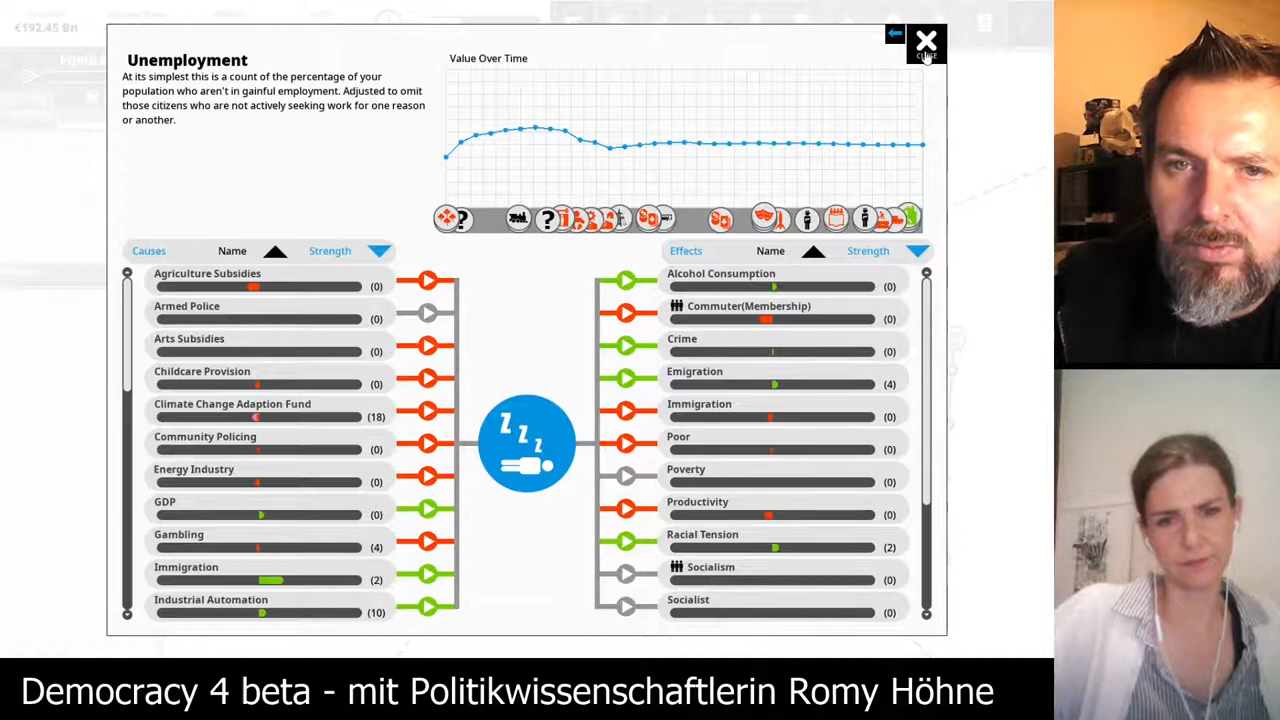 €192.45 Bn
CLOSE
Unemployment
At its simplest this is a count of the percentage of your
population who aren't in gainful employment. Adjusted to omit
those citizens who are not actively seeking work for one reason
or another.
Value Over Time
Causes Name Strength
Agriculture Subsidies
(0)
Armed Police
(0)
Arts Subsidies
(0)
Childcare Provision
(0)
Climate Change Adaption Fund
(18)
Community Policing
(0)
Energy Industry
(0)
GDP
(0)
Gambling
(4)
Immigration
(2)
Industrial Automation
(10)
z
z
z
Effects Name Strength
Alcohol Consumption
(0)
Commuter(Membership)
(0)
Crime
(0)
Emigration
(4)
Immigration
(0)
Poor
(0)
Poverty
(0)
Productivity
(0)
Racial Tension
(2)
Socialism
(0)
Socialist
(0)
Democracy 4 beta - mit Politikwissenschaftlerin Romy Höhne